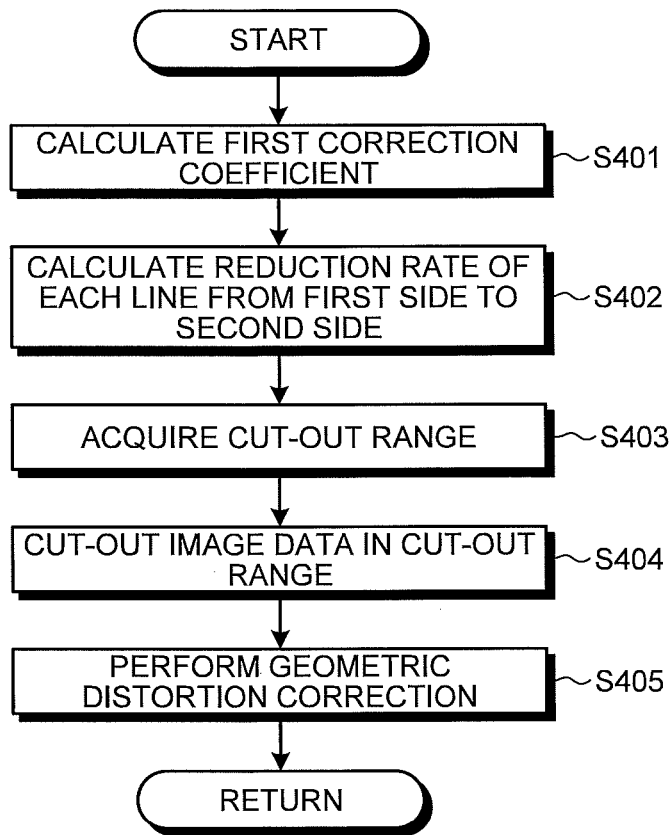 START
CALCULATE FIRST CORRECTION
COEFFICIENT
S401
CALCULATE REDUCTION RATE OF
EACH LINE FROM FIRST SIDE TO
SECOND SIDE
S402
ACQUIRE CUT-OUT RANGE
S403
CUT-OUT IMAGE DATA IN CUT-OUT
RANGE
S404
PERFORM GEOMETRIC
DISTORTION CORRECTION
S405
RETURN